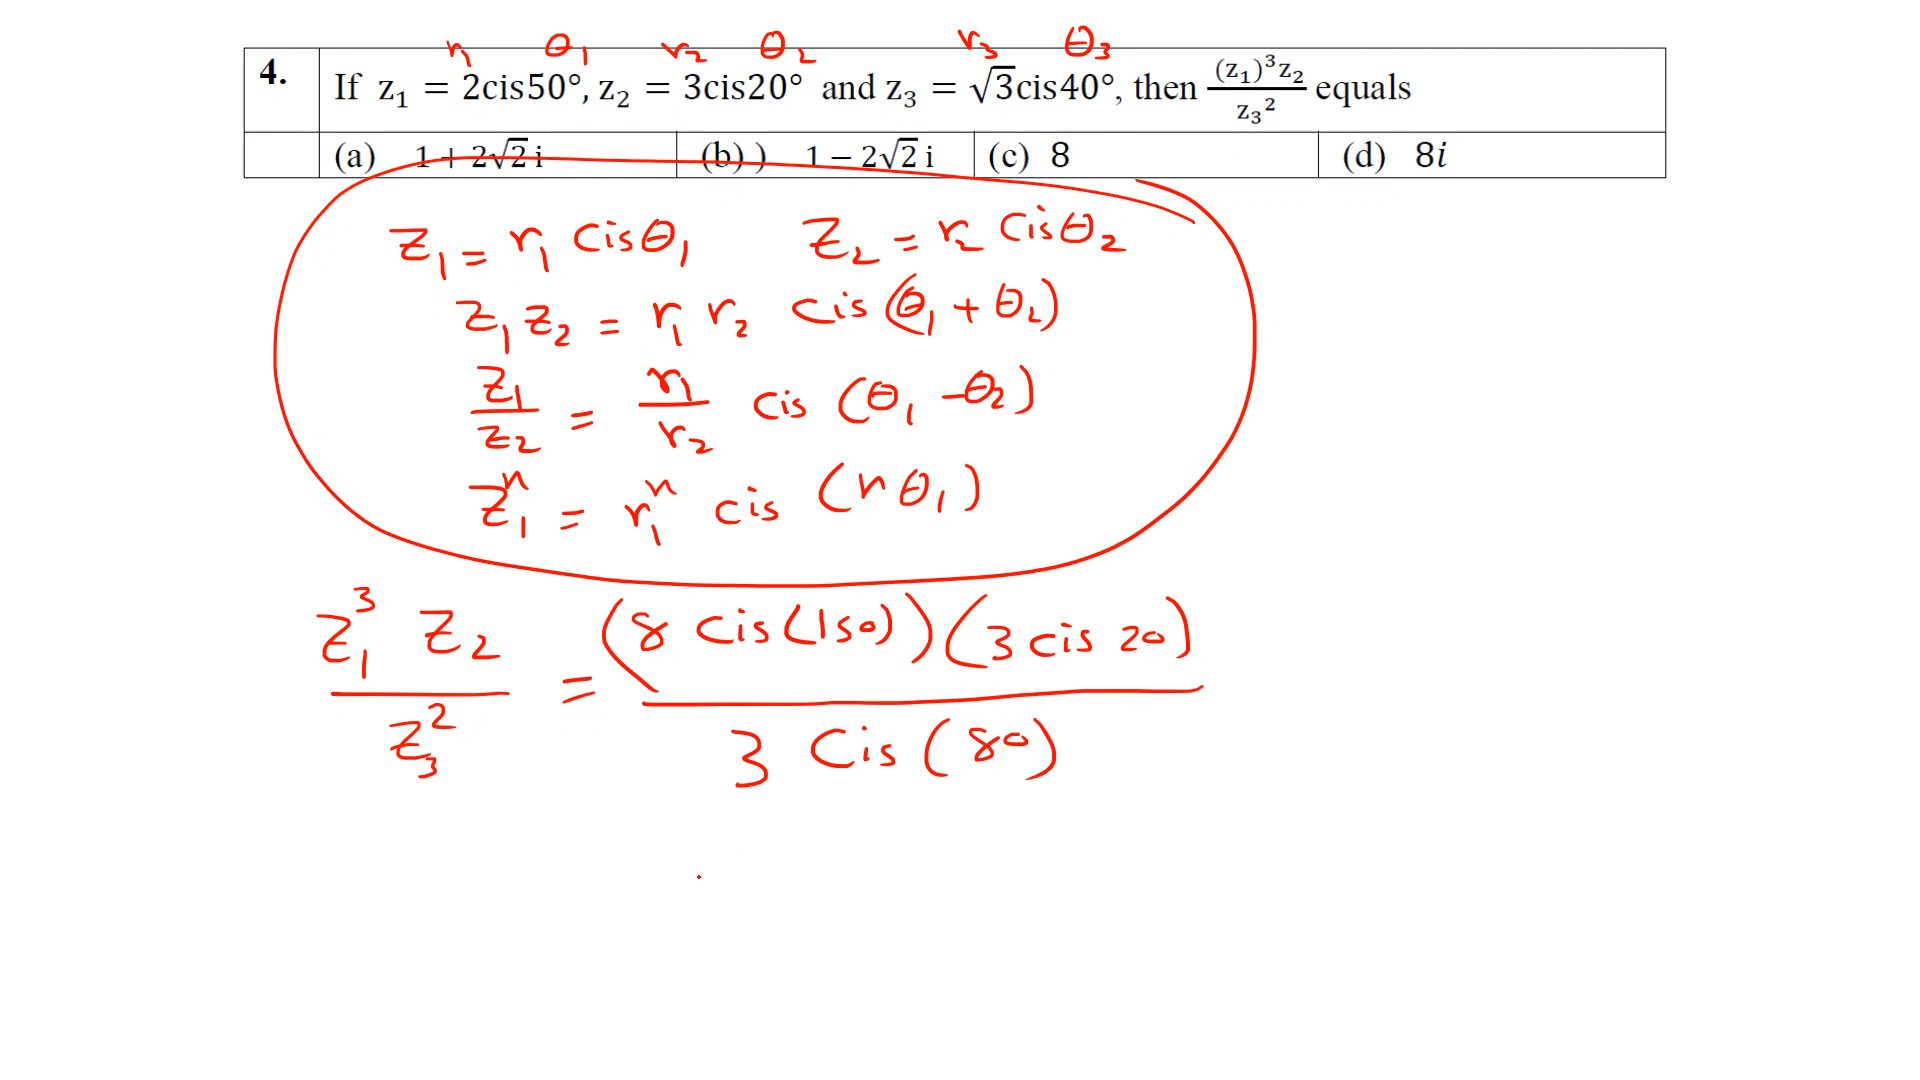 r₁ θ₁ r₂ θ₂ r₃ θ₃
4. If z₁ = 2cis50°, z₂ = 3cis20° and z₃ = √3cis40°, then (z₁)³z₂ / z₃² equals
(a) 1 + 2√2 i (b) ) 1 − 2√2 i (c) 8 (d) 8i
z₁ = r₁ cisθ₁ z₂ = r₂ cisθ₂
z₁ z₂ = r₁ r₂ cis(θ₁ + θ₂)
z₁ / z₂ = r₁ / r₂ cis (θ₁ − θ₂)
z₁ⁿ = r₁ⁿ cis (nθ₁)
z₁³ z₂ / z₃² = (8 cis(150))(3 cis 20) / 3 cis (80)